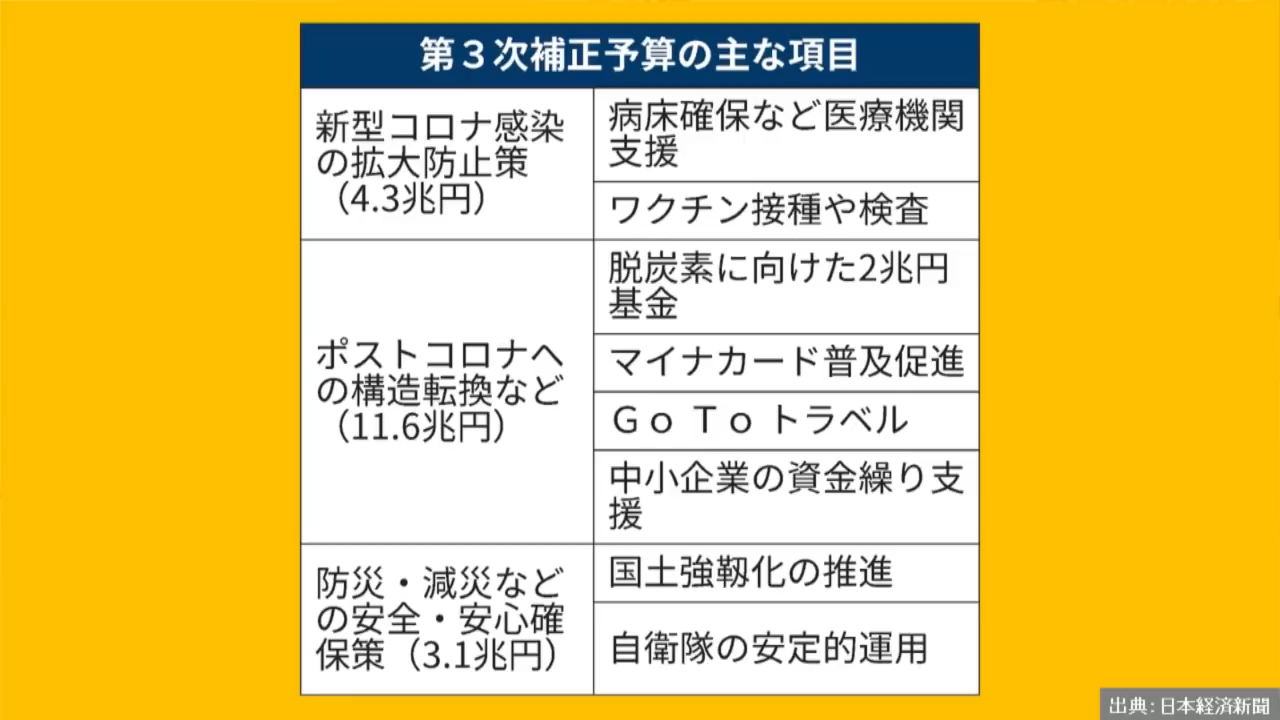 第３次補正予算の主な項目
新型コロナ感染
の拡大防止策
（4.3兆円）
病床確保など医療機関
支援
ワクチン接種や検査
ポストコロナへ
の構造転換など
（11.6兆円）
脱炭素に向けた2兆円
基金
マイナカード普及促進
Ｇｏ Ｔｏ トラベル
中小企業の資金繰り支
援
防災・減災など
の安全・安心確
保策（3.1兆円）
国土強靱化の推進
自衛隊の安定的運用
出典：日本経済新聞